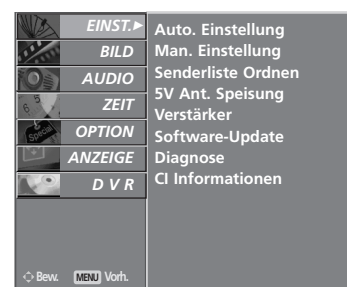 EINST.
BILD
AUDIO
ZEIT
OPTION
ANZEIGE
D V R
Auto. Einstellung
Man. Einstellung
Senderliste Ordnen
5V Ant. Speisung
Verstärker
Software-Update
Diagnose
CI Informationen
Bew. MENU Vorh.